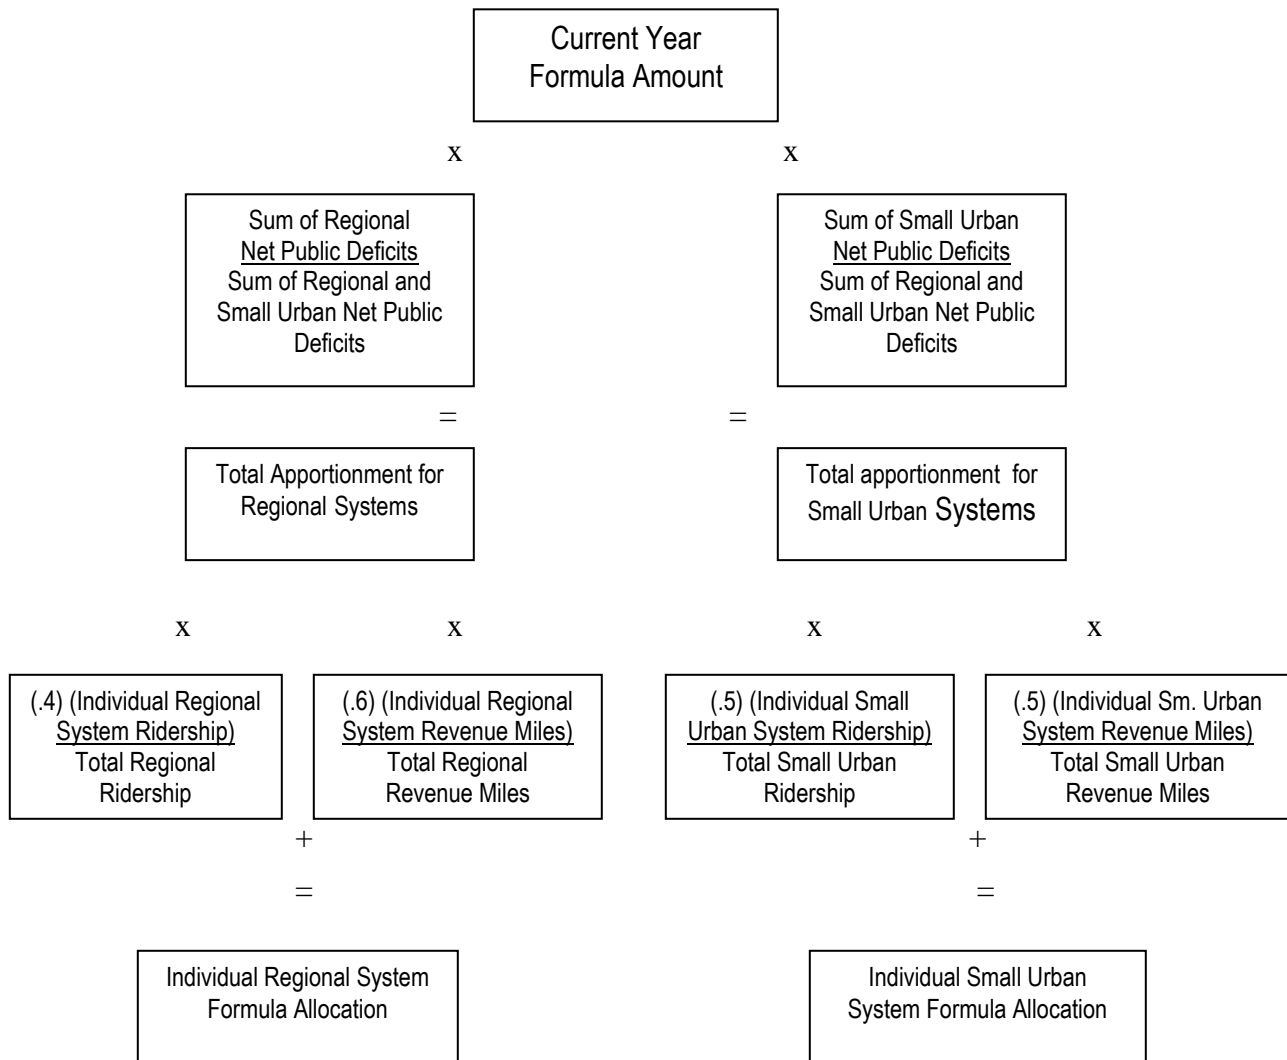 Current Year
Formula Amount
x
x
Sum of Regional
Net Public Deficits
Sum of Regional and
Small Urban Net Public
Deficits
Sum of Small Urban
Net Public Deficits
Sum of Regional and
Small Urban Net Public
Deficits
=
=
Total Apportionment for
Regional Systems
Total apportionment for
Small Urban Systems
x
x
x
x
(.4) (Individual Regional
System Ridership)
Total Regional
Ridership
(.6) (Individual Regional
System Revenue Miles)
Total Regional
Revenue Miles
(.5) (Individual Small
Urban System Ridership)
Total Small Urban
Ridership
(.5) (Individual Sm. Urban
System Revenue Miles)
Total Small Urban
Revenue Miles
+
+
=
=
Individual Regional System
Formula Allocation
Individual Small Urban
System Formula Allocation